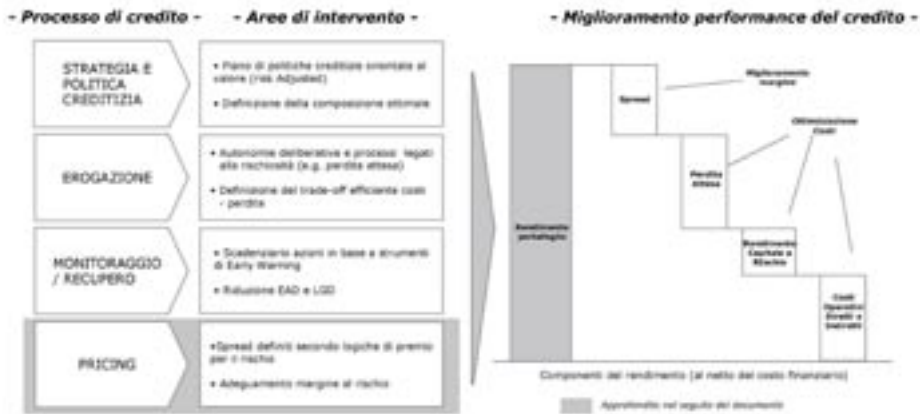 - Processo di credito -
- Aree di intervento -
- Miglioramento performance del credito -
STRATEGIA E
POLITICA
CREDITIZIA
• Piano di politiche creditizie orientate al
valore (risk Adjusted)
• Definizione della composizione ottimale
EROGAZIONE
• Autonomie deliberative e processi legati
alla rischiosità (e.g. perdita attesa)
• Definizione del trade-off efficiente costi
- perdita
MONITORAGGIO
/ RECUPERO
• Scadenziario azioni in base a strumenti
di Early Warning
• Riduzione EAD e LGD
PRICING
•Spread definiti secondo logiche di premio
per il rischio
• Adeguamento margine al rischio
Rendimento
portafoglio
Spread
Miglioramento
margine
Perdita
Attesa
Ottimizzazione
Costi
Rendimento
Capitale a
Rischio
Costi
Operativi
Diretti e
Indiretti
Componenti del rendimento (al netto del costo finanziario)
Approfondito nel seguito del documento